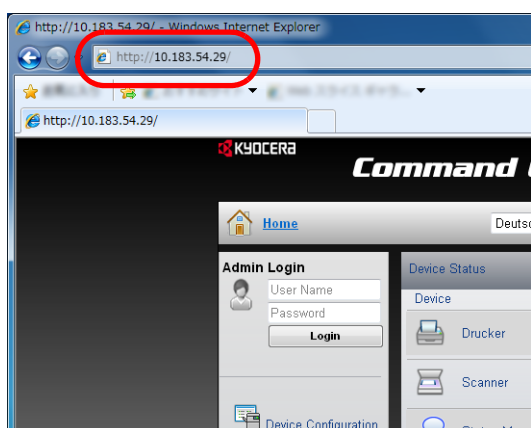 http://10.183.54.29/ - Windows Internet Explorer
http://10.183.54.29/
http://10.183.54.29/
KYOCERA
Command
Home
Admin Login
User Name
Password
Login
Device Configuration
Device Status
Device
Drucker
Scanner